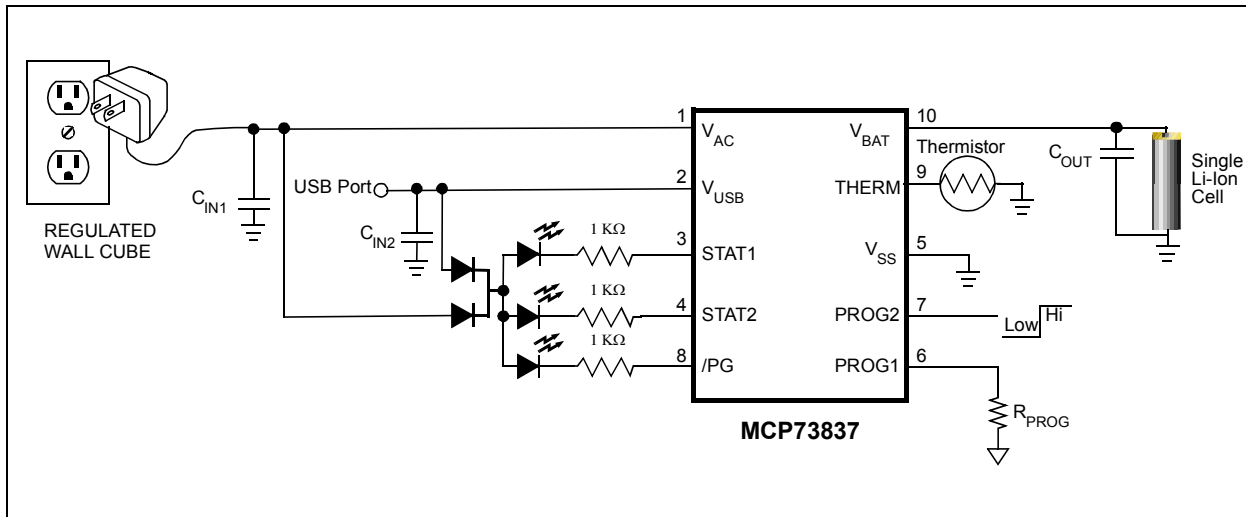 REGULATED
WALL CUBE
C_IN1
USB Port
C_IN2
1 KΩ
1 KΩ
1 KΩ
1
V_AC
2
V_USB
3
STAT1
4
STAT2
8
/PG
10
V_BAT
Thermistor
9
THERM
5
V_SS
7
PROG2
Low
Hi
6
PROG1
R_PROG
C_OUT
Single
Li-Ion
Cell
MCP73837